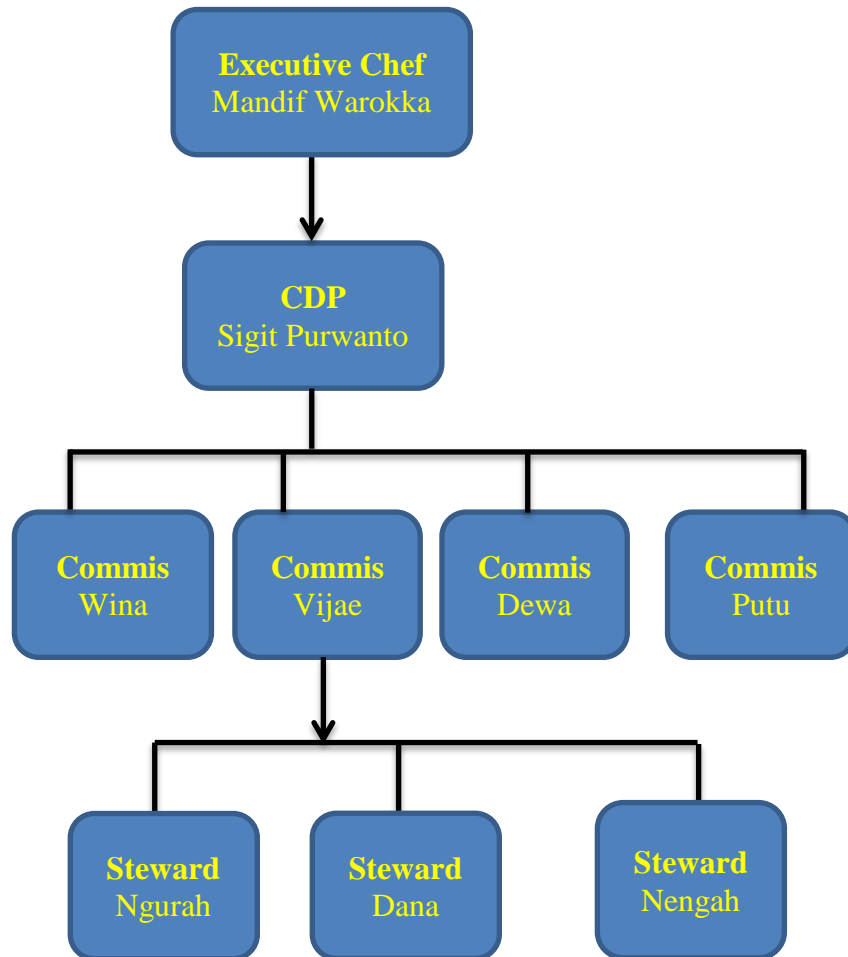 Executive Chef
Mandif Warokka
CDP
Sigit Purwanto
Commis
Wina
Commis
Vijae
Commis
Dewa
Commis
Putu
Steward
Ngurah
Steward
Dana
Steward
Nengah